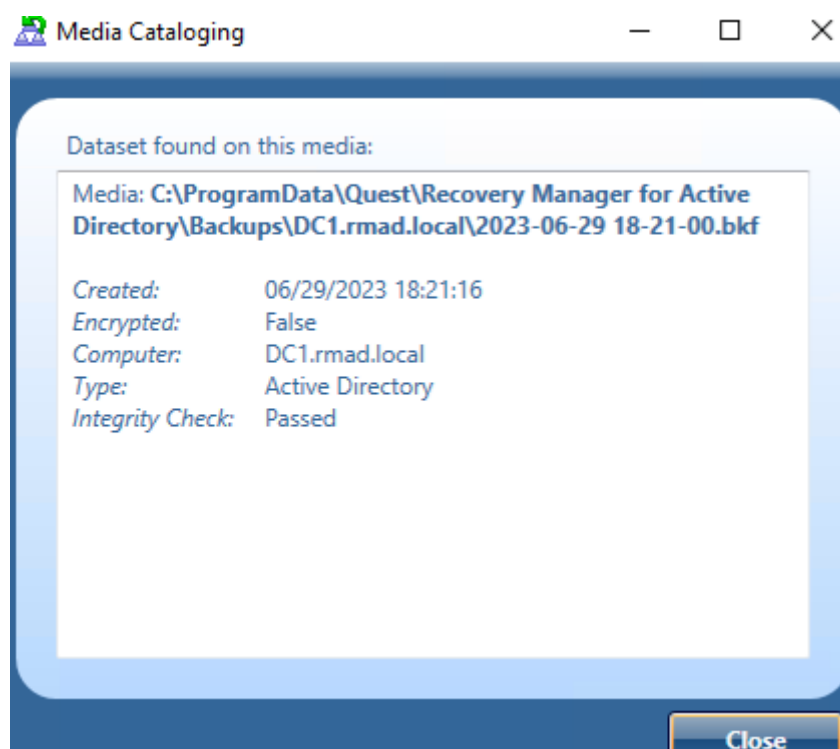 Media Cataloging
Dataset found on this media:
Media: C:\ProgramData\Quest\Recovery Manager for Active
Directory\Backups\DC1.rmad.local\2023-06-29 18-21-00.bkf
Created: 06/29/2023 18:21:16
Encrypted: False
Computer: DC1.rmad.local
Type: Active Directory
Integrity Check: Passed
Close